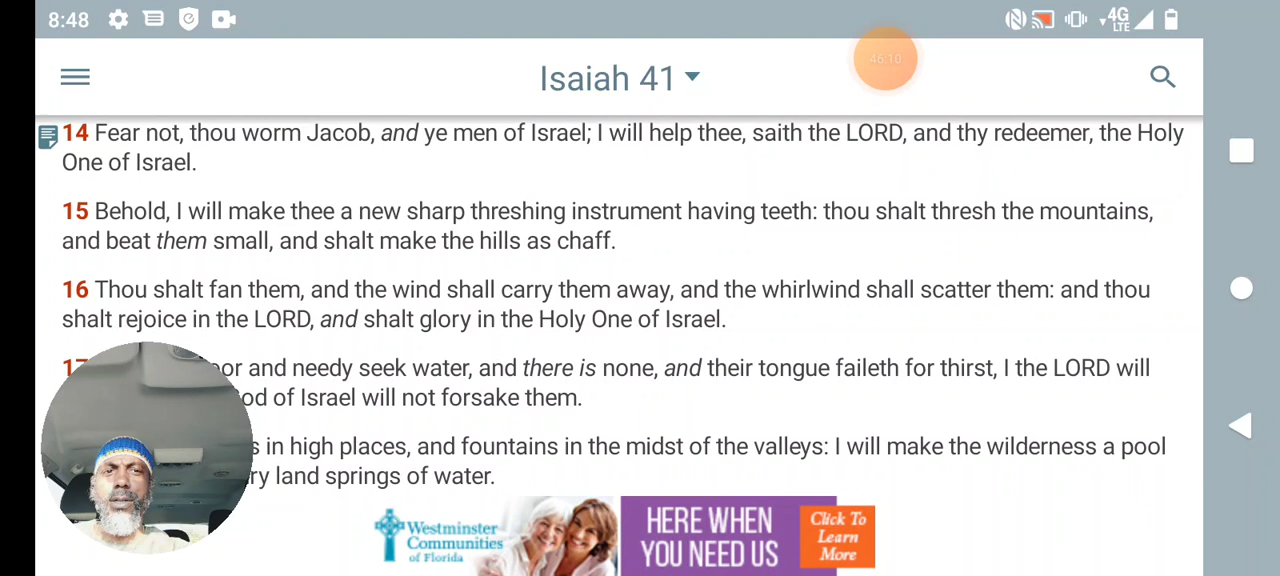 8:48
4G
LTE
46:10
Isaiah 41
14 Fear not, thou worm Jacob, and ye men of Israel; I will help thee, saith the LORD, and thy redeemer, the Holy
One of Israel.
15 Behold, I will make thee a new sharp threshing instrument having teeth: thou shalt thresh the mountains,
and beat them small, and shalt make the hills as chaff.
16 Thou shalt fan them, and the wind shall carry them away, and the whirlwind shall scatter them: and thou
shalt rejoice in the LORD, and shalt glory in the Holy One of Israel.
and needy seek water, and there is none, and their tongue faileth for thirst, I the LORD will
of Israel will not forsake them.
in high places, and fountains in the midst of the valleys: I will make the wilderness a pool
land springs of water.
Westminster
Communities
of Florida
HERE WHEN
YOU NEED US
Click To
Learn
More